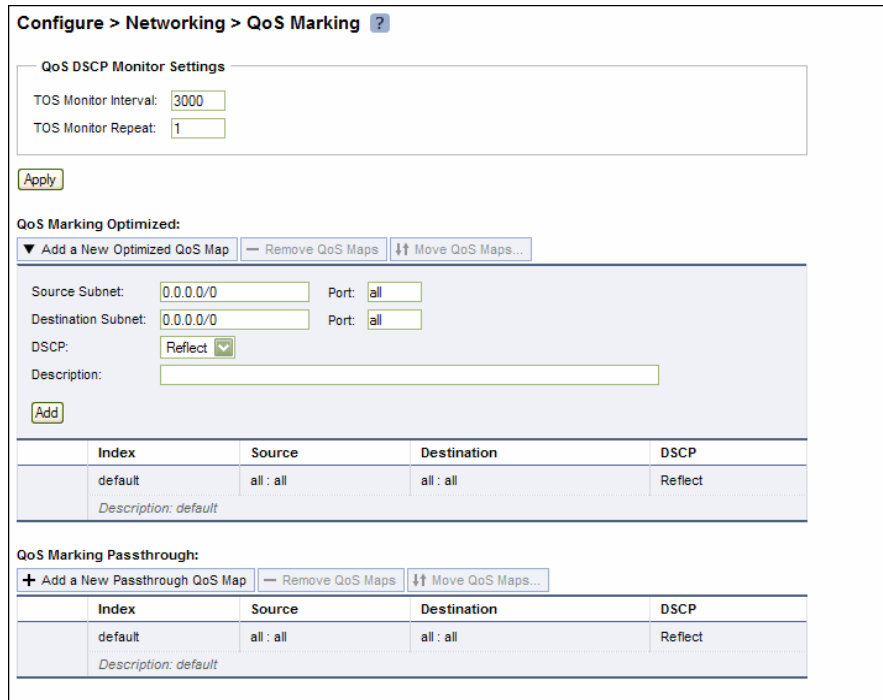 Configure > Networking > QoS Marking ?
QoS DSCP Monitor Settings
TOS Monitor Interval: 3000
TOS Monitor Repeat: 1
Apply
QoS Marking Optimized:
Add a New Optimized QoS Map Remove QoS Maps Move QoS Maps...
Source Subnet: 0.0.0.0/0 Port: all
Destination Subnet: 0.0.0.0/0 Port: all
DSCP: Reflect
Description:
Add
Index Source Destination DSCP
default all : all all : all Reflect
Description: default
QoS Marking Passthrough:
Add a New Passthrough QoS Map Remove QoS Maps Move QoS Maps...
Index Source Destination DSCP
default all : all all : all Reflect
Description: default